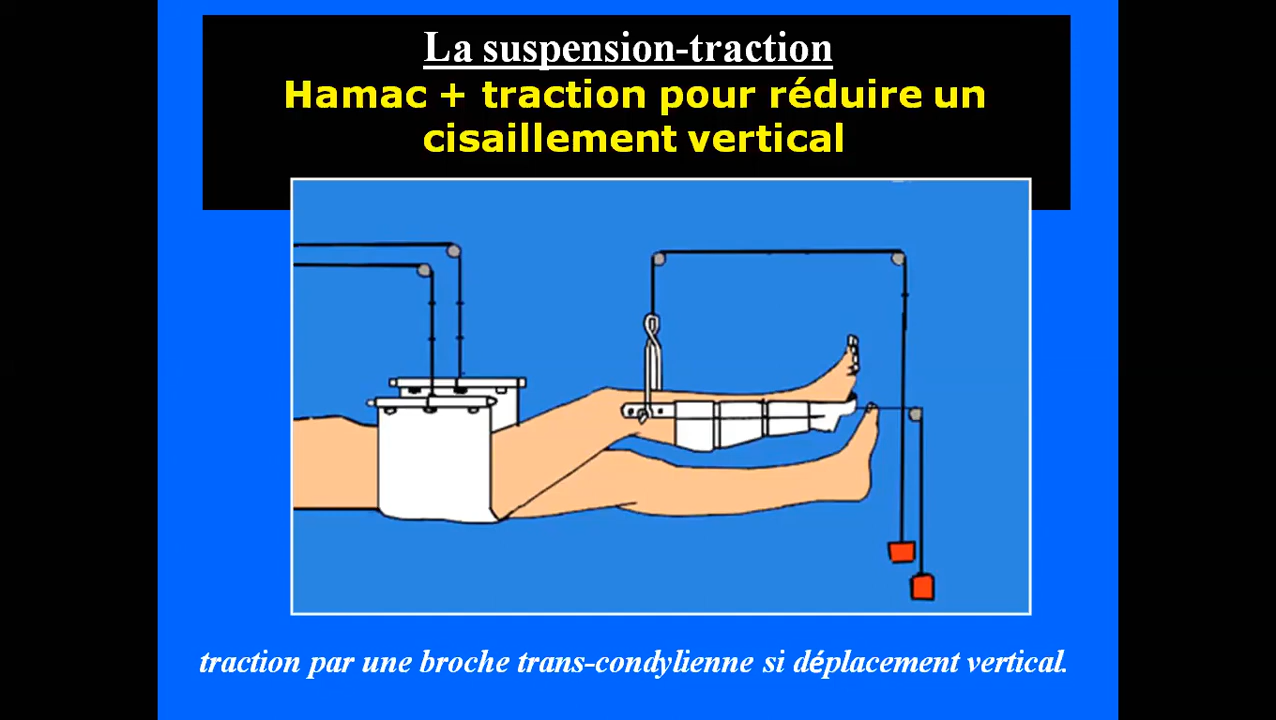 La suspension-traction
Hamac + traction pour réduire un
cisaillement vertical
traction par une broche trans-condylienne si déplacement vertical.